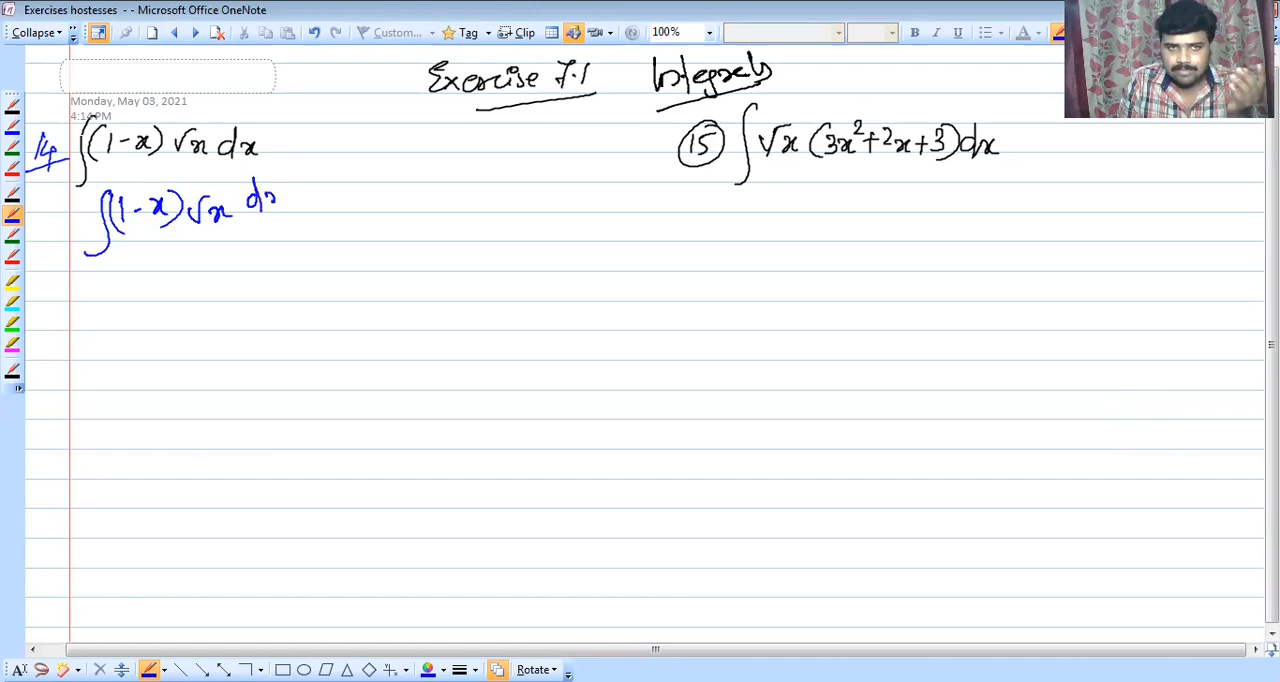 Exercises hostesses - - Microsoft Office OneNote
Collapse Custom... Tag Clip 100% B I U A
Exercise 7.1 Integrals
Monday, May 03, 2021
4:14 PM
14 ∫(1-x) √x dx
15 ∫√x (3x²+2x+3)dx
∫(1-x) √x dx
Rotate